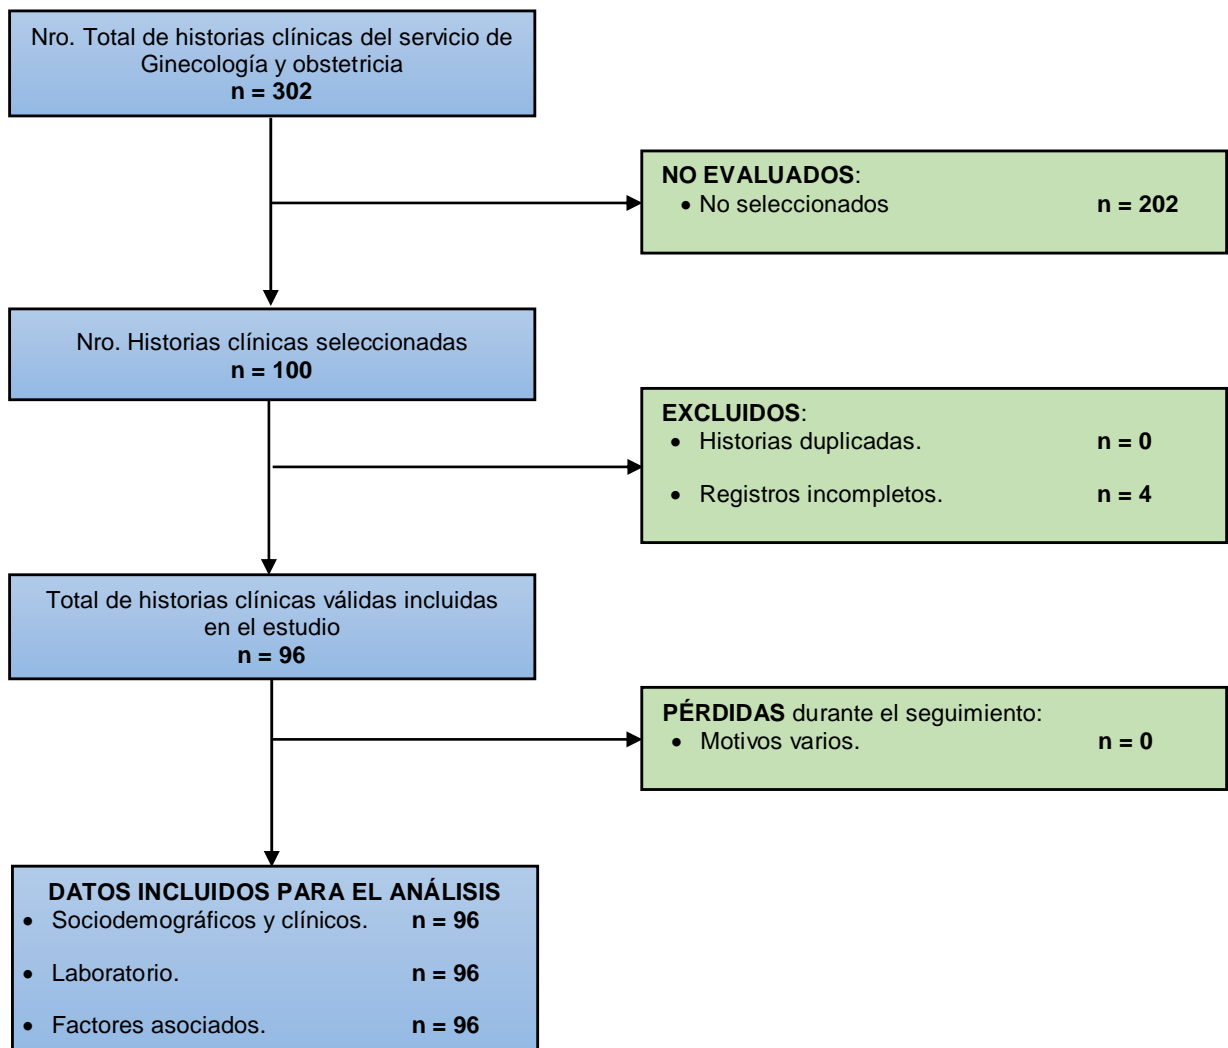 Nro. Total de historias clínicas del servicio de
Ginecología y obstetricia
n = 302
NO EVALUADOS:
• No seleccionados n = 202
Nro. Historias clínicas seleccionadas
n = 100
EXCLUIDOS:
• Historias duplicadas. n = 0
• Registros incompletos. n = 4
Total de historias clínicas válidas incluidas
en el estudio
n = 96
PÉRDIDAS durante el seguimiento:
• Motivos varios. n = 0
DATOS INCLUIDOS PARA EL ANÁLISIS
• Sociodemográficos y clínicos. n = 96
• Laboratorio. n = 96
• Factores asociados. n = 96